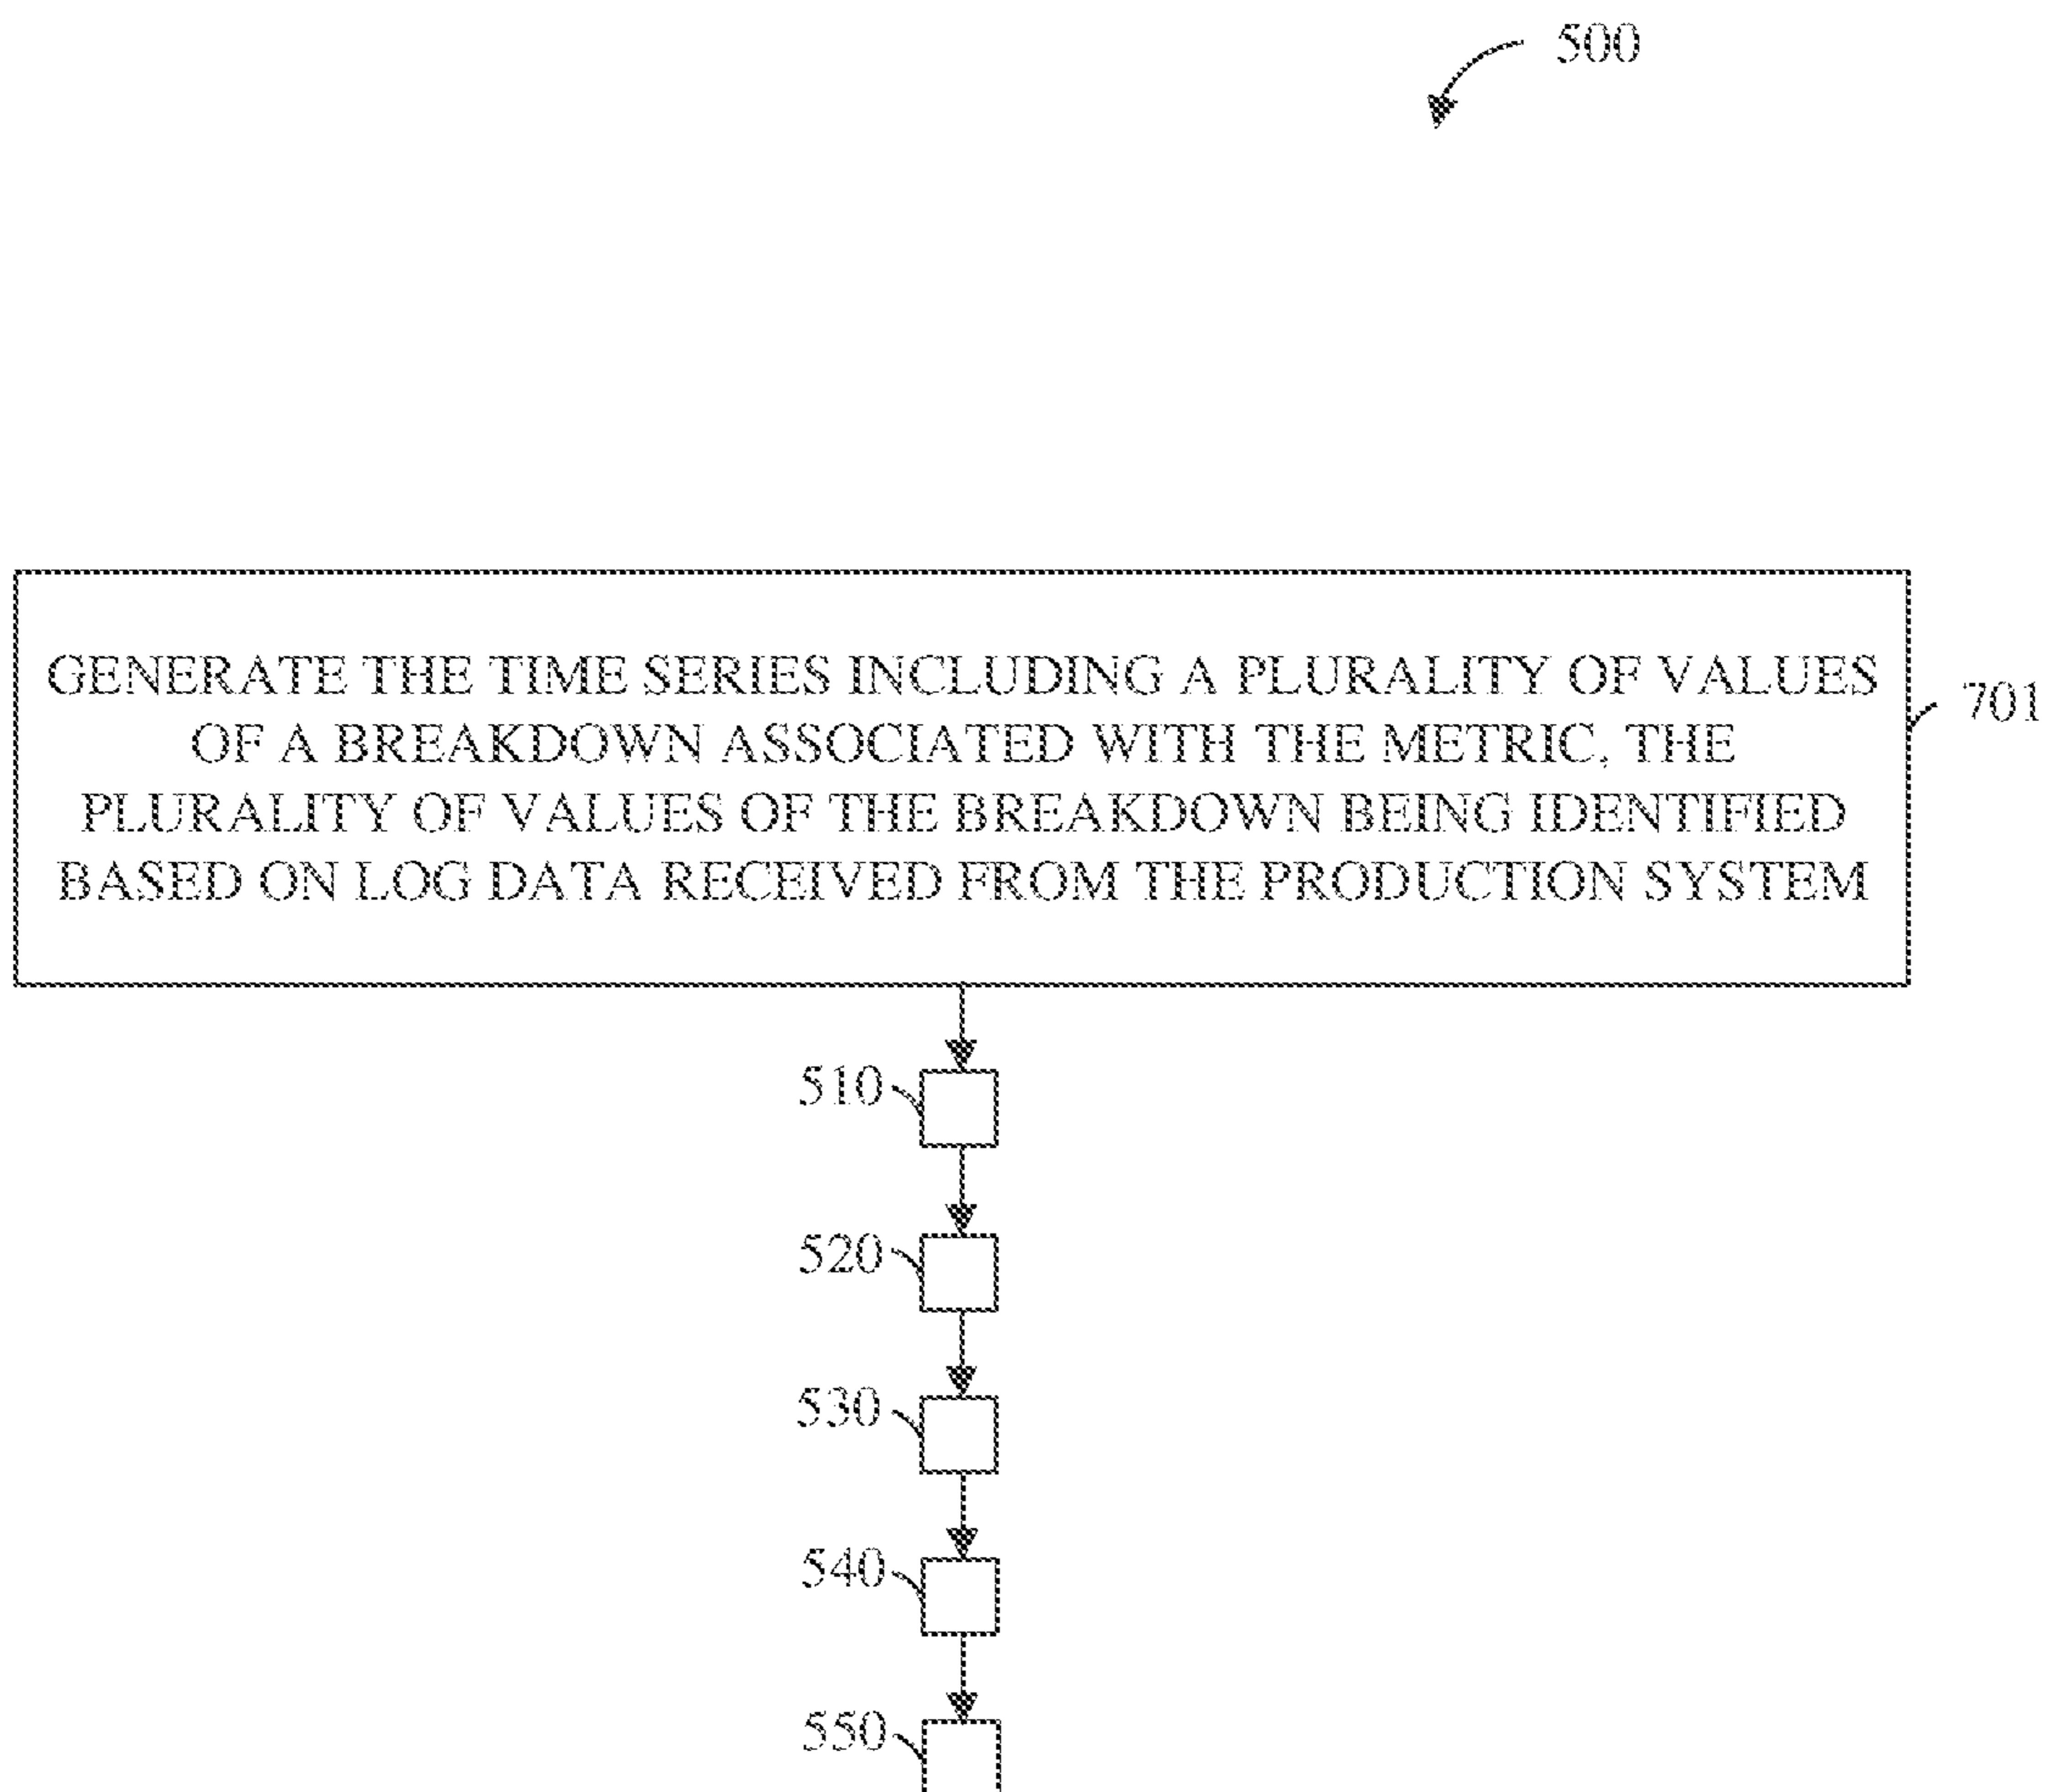 500
GENERATE THE TIME SERIES INCLUDING A PLURALITY OF VALUES
OF A BREAKDOWN ASSOCIATED WITH THE METRIC, THE
PLURALITY OF VALUES OF THE BREAKDOWN BEING IDENTIFIED
BASED ON LOG DATA RECEIVED FROM THE PRODUCTION SYSTEM
701
510
520
530
540
550